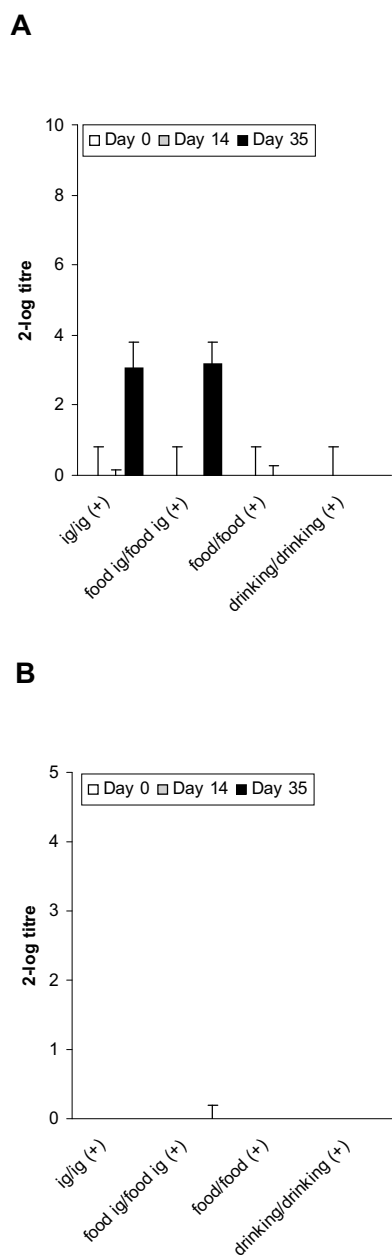 A
10
8
6
4
2
0
2-log titre
Day 0 Day 14 Day 35
ig/ig (+)
food ig/food ig (+)
food/food (+)
drinking/drinking (+)
B
5
4
3
2
1
0
2-log titre
Day 0 Day 14 Day 35
ig/ig (+)
food ig/food ig (+)
food/food (+)
drinking/drinking (+)